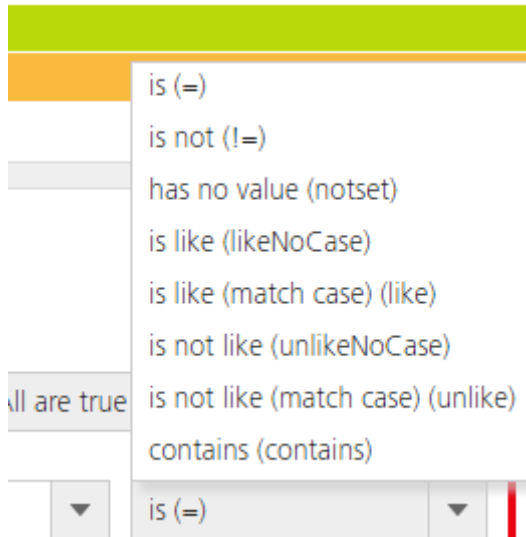 is (=)
is not (!=)
has no value (notset)
is like (likeNoCase)
is like (match case) (like)
is not like (unlikeNoCase)
All are true
is not like (match case) (unlike)
contains (contains)
is (=)